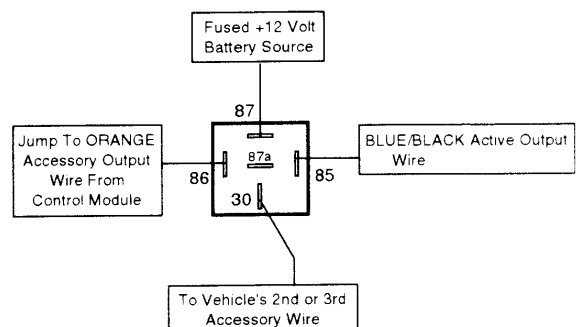 Fused +12 Volt
Battery Source
87
Jump To ORANGE
Accessory Output
Wire From
Control Module
86
87a
30
85
BLUE/BLACK Active Output
Wire
To Vehicle's 2nd or 3rd
Accessory Wire